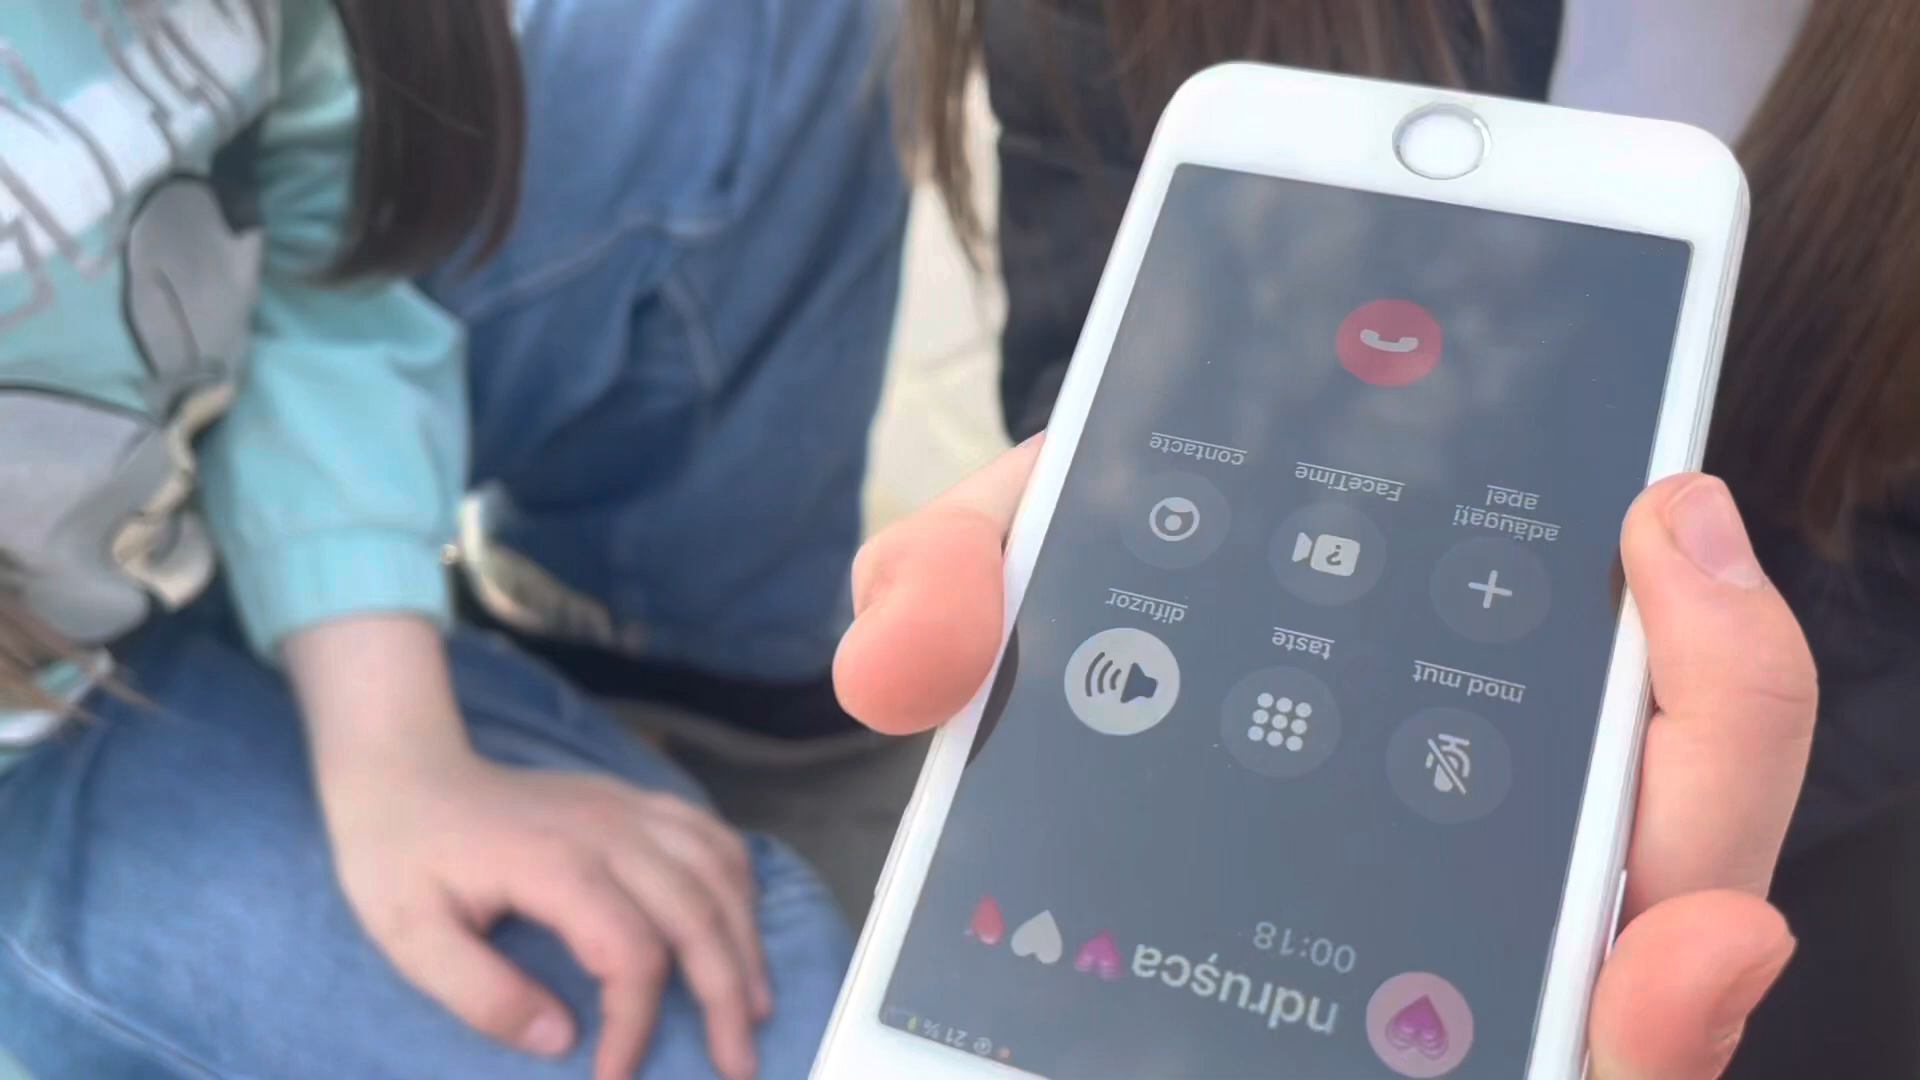 21 %
ndrușca
00:18
mod mut
taste
difuzor
adăugați
apel
FaceTime
contacte